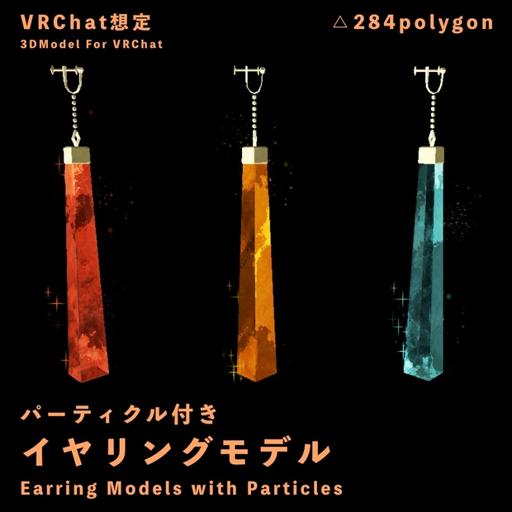 VRChat想定
3DModel For VRChat
△284polygon
パーティクル付き
イヤリングモデル
Earring Models with Particles